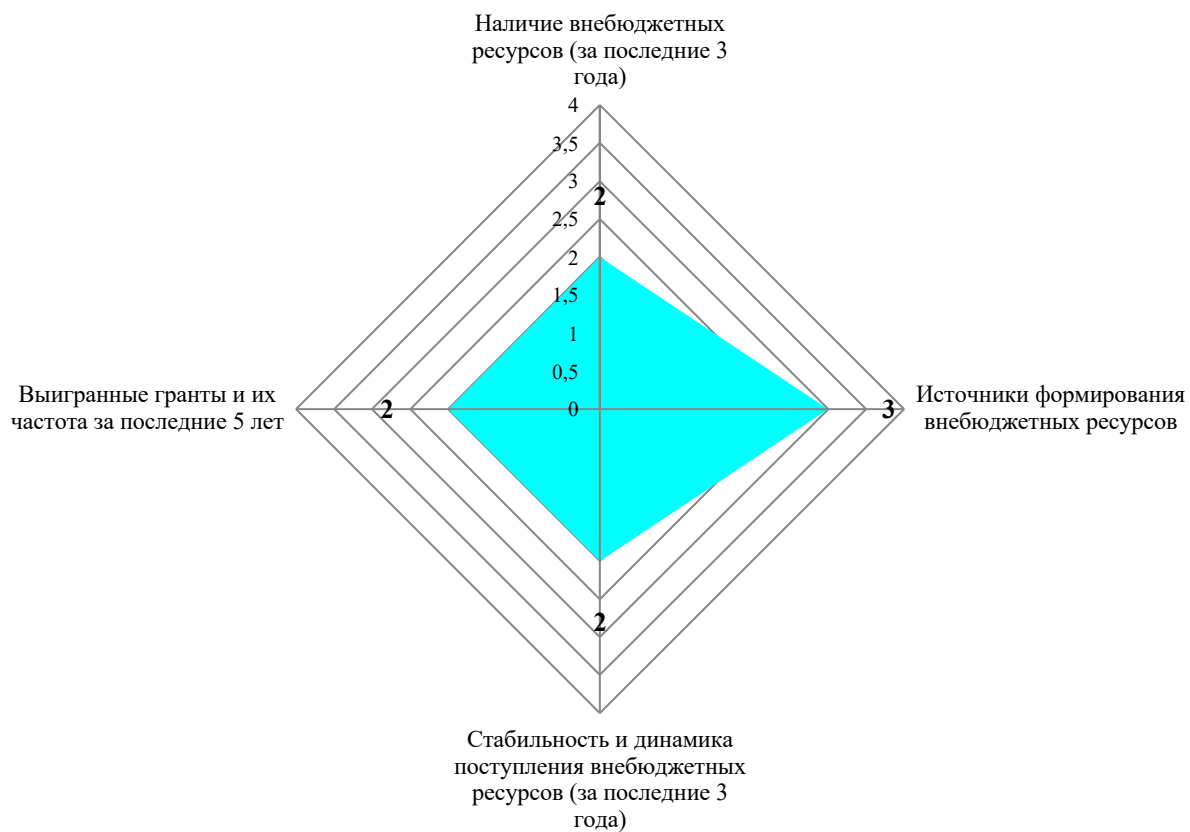 Наличие внебюджетных
ресурсов (за последние 3
года)
4
3,5
3
2
2,5
2
1,5
1
0,5
0
Выигранные гранты и их
частота за последние 5 лет
2
3
Источники формирования
внебюджетных ресурсов
2
Стабильность и динамика
поступления внебюджетных
ресурсов (за последние 3
года)